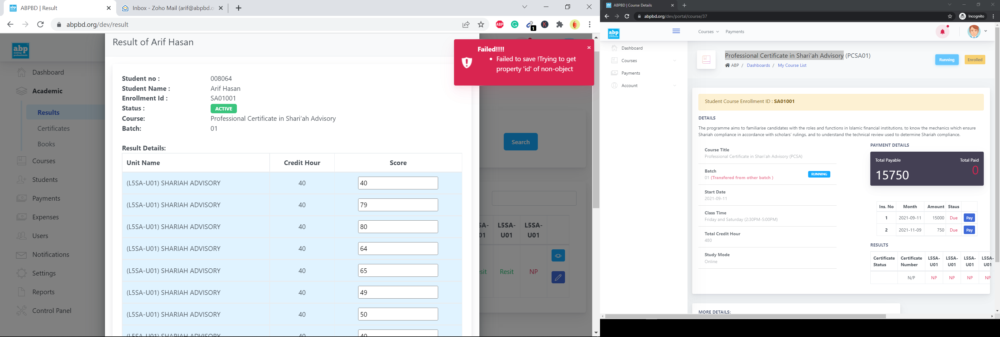 ABPBD | Result
Inbox - Zoho Mail (arif@abpbd.o
abpbd.org/dev/result
ABP
1
K
abp
making
professionals
Dashboard
Academic
Results
Certificates
Books
Courses
Students
Payments
Expenses
Users
Notifications
Settings
Reports
Control Panel
Result of Arif Hasan
Student no : 008064
Student Name : Arif Hasan
Enrollment Id : SA01001
Status : ACTIVE
Course: Professional Certificate in Shari’ah Advisory
Batch: 01
Result Details:
Unit Name Credit Hour Score
(L5SA-U01) SHARIAH ADVISORY 40 40
(L5SA-U01) SHARIAH ADVISORY 40 79
(L5SA-U01) SHARIAH ADVISORY 40 80
(L5SA-U01) SHARIAH ADVISORY 40 64
(L5SA-U01) SHARIAH ADVISORY 40 65
(L5SA-U01) SHARIAH ADVISORY 40 49
(L5SA-U01) SHARIAH ADVISORY 40 50
(L5SA-U01) SHARIAH ADVISORY 40 40
Failed!!!!
Failed to save !Trying to get
property 'id' of non-object
Search
SA- L5SA- L5SA-
01 U01 U01
sit Resit NP
ABPBD | Course Details
abpbd.org/dev/portal/course/37
Incognito
abp
making
professionals
Courses Payments
Dashboard
Courses
Payments
Account
Professional Certificate in Shari’ah Advisory (PCSA01)
ABP / Dashboards / My Course List
Running
Enrolled
Student Course Enrollment ID : SA01001
DETAILS
The programme aims to familiarise candidates with the roles and functions in Islamic financial institutions, to know the mechanics which ensure
Shariah compliance in accordance with scholars’ rulings, and to understand the technical review used to determine Shariah compliance.
Course Title
Professional Certificate in Shari’ah Advisory (PCSA)
Batch
01 (Transfered from other batch )
RUNNING
Start Date
2021-09-11
Class Time
Friday and Saturday (2:30PM-5:00PM)
Total Credit Hour
480
Study Mode
Online
PAYMENT DETAILS
Total Payable Total Paid
15750 0
Ins. No Month Amount Staus
1 2021-09-11 15000 Due Pay
2 2021-11-09 750 Due Pay
RESULTS
Certificate Certificate L5SA- L5SA- L5SA- L5SA-
Status Number U01 U01 U01 U01
N/P NP NP NP NP
MORE DETAILS: